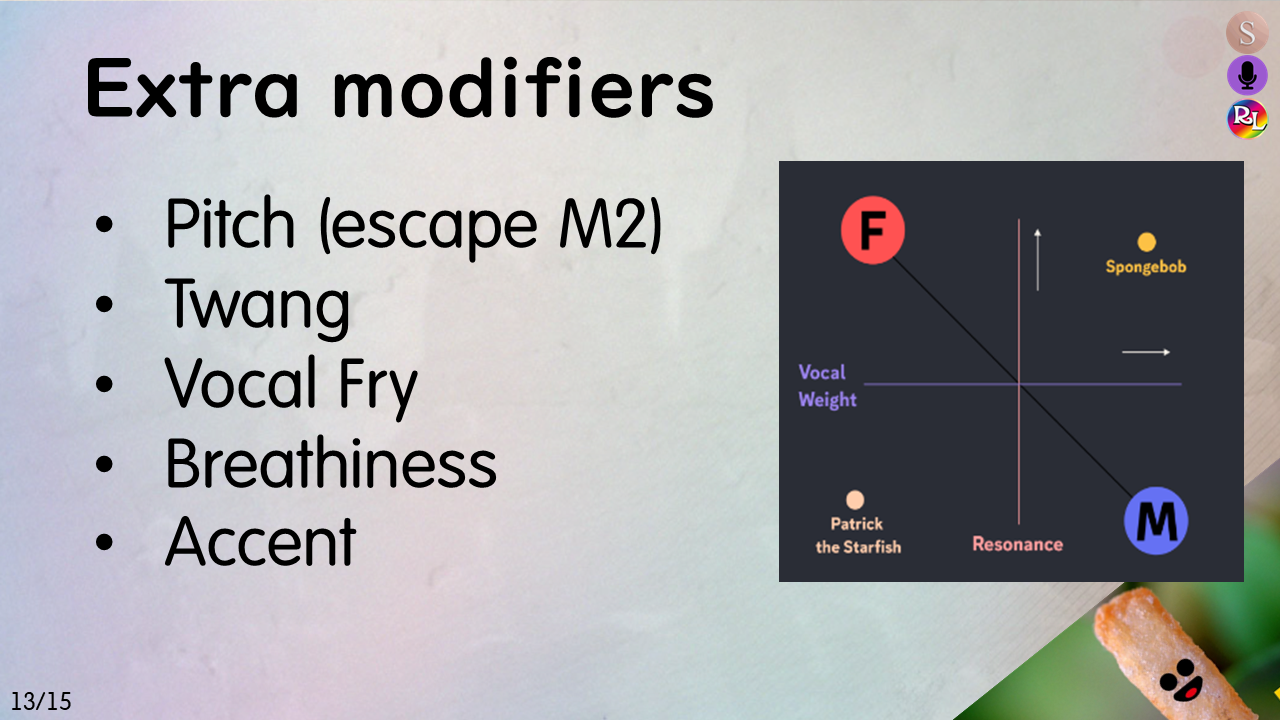 Extra modifiers
S
RL
• Pitch (escape M2)
• Twang
• Vocal Fry
• Breathiness
• Accent
F
Spongebob
Vocal
Weight
Patrick
the Starfish
Resonance
M
13/15